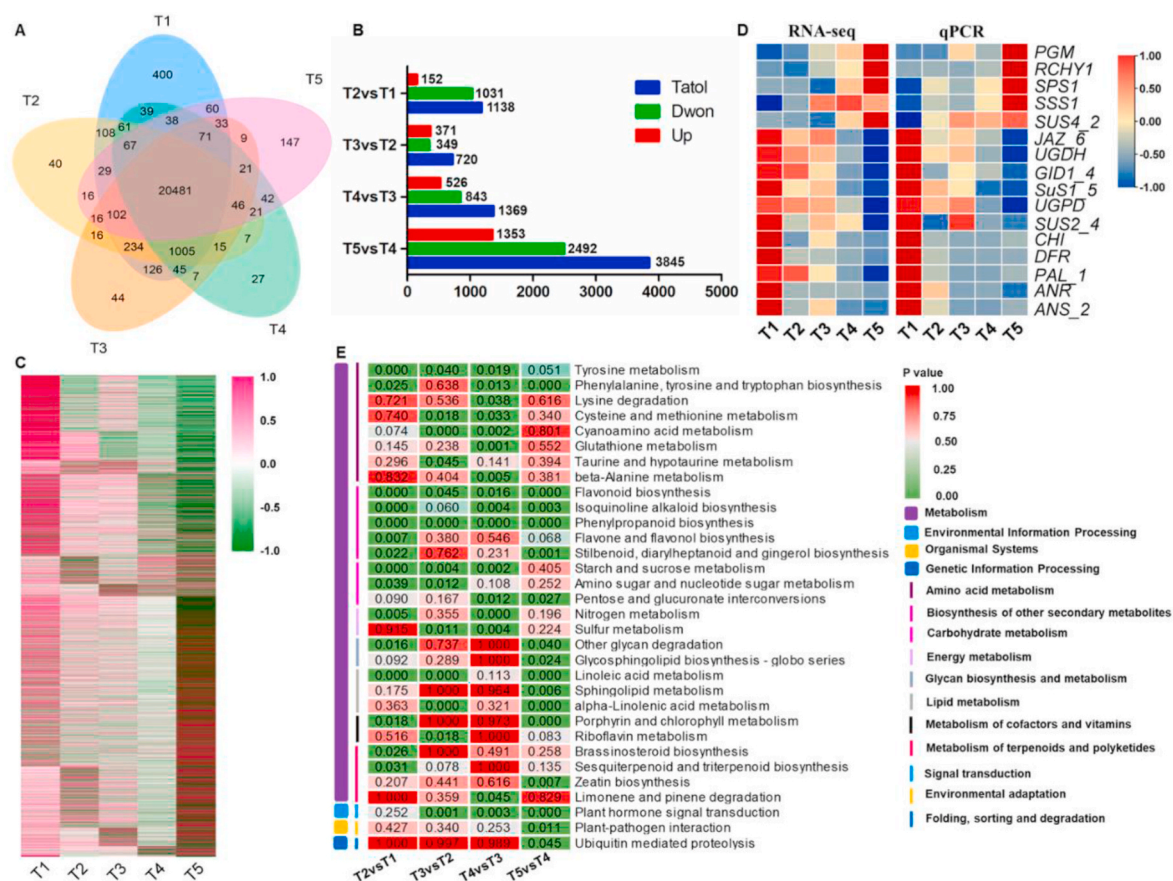 A
T1
T2
T5
T4
T3
400
39
60
38
33
108
61
71
9
147
67
40
29
21
20481
16
42
102
46
21
16
16
234
1005
15
7
126
45
7
27
44
B
T2vsT1
T3vsT2
T4vsT3
T5vsT4
152
1031
1138
371
349
720
526
843
1369
1353
2492
3845
Tatol
Dwon
Up
0 1000 2000 3000 4000 5000
D
RNA-seq qPCR
PGM
RCHY1
SPS1
SSS1
SUS4_2
JAZ_6
UGDH
GID1_4
SuS1_5
UGPD
SUS2_4
CHI
DFR
PAL_1
ANR
ANS_2
T1 T2 T3 T4 T5 T1 T2 T3 T4 T5
1.00
0.50
0.00
-0.50
-1.00
C
1.0
0.5
0.0
-0.5
-1.0
T1 T2 T3 T4 T5
E
0.000 0.040 0.019 0.051 Tyrosine metabolism
0.025 0.638 0.013 0.000 Phenylalanine, tyrosine and tryptophan biosynthesis
0.721 0.536 0.038 0.616 Lysine degradation
0.740 0.018 0.033 0.340 Cysteine and methionine metabolism
0.074 0.000 0.002 0.801 Cyanoamino acid metabolism
0.145 0.238 0.001 0.552 Glutathione metabolism
0.296 0.045 0.141 0.394 Taurine and hypotaurine metabolism
0.832 0.404 0.005 0.381 beta-Alanine metabolism
0.000 0.045 0.016 0.000 Flavonoid biosynthesis
0.000 0.060 0.004 0.003 Isoquinoline alkaloid biosynthesis
0.000 0.000 0.000 0.000 Phenylpropanoid biosynthesis
0.007 0.380 0.546 0.068 Flavone and flavonol biosynthesis
0.022 0.762 0.231 0.001 Stilbenoid, diarylheptanoid and gingerol biosynthesis
0.000 0.004 0.002 0.405 Starch and sucrose metabolism
0.039 0.012 0.108 0.252 Amino sugar and nucleotide sugar metabolism
0.090 0.167 0.012 0.027 Pentose and glucuronate interconversions
0.005 0.355 0.000 0.196 Nitrogen metabolism
0.915 0.011 0.004 0.224 Sulfur metabolism
0.016 0.737 1.000 0.040 Other glycan degradation
0.092 0.289 1.000 0.024 Glycosphingolipid biosynthesis - globo series
0.000 0.000 0.113 0.000 Linoleic acid metabolism
0.175 1.000 0.964 0.006 Sphingolipid metabolism
0.363 0.000 0.321 0.000 alpha-Linolenic acid metabolism
0.018 1.000 0.973 0.000 Porphyrin and chlorophyll metabolism
0.516 0.018 1.000 0.083 Riboflavin metabolism
0.026 1.000 0.491 0.258 Brassinosteroid biosynthesis
0.031 0.078 1.000 0.135 Sesquiterpenoid and triterpenoid biosynthesis
0.207 0.441 0.616 0.007 Zeatin biosynthesis
1.000 0.359 0.045 0.829 Limonene and pinene degradation
0.252 0.001 0.003 0.000 Plant hormone signal transduction
0.427 0.340 0.253 0.011 Plant-pathogen interaction
1.000 0.997 0.989 0.045 Ubiquitin mediated proteolysis
T2vsT1 T3vsT2 T4vsT3 T5vsT4
P value
1.00
0.75
0.50
0.25
0.00
Metabolism
Environmental Information Processing
Organismal Systems
Genetic Information Processing
Amino acid metabolism
Biosynthesis of other secondary metabolites
Carbohydrate metabolism
Energy metabolism
Glycan biosynthesis and metabolism
Lipid metabolism
Metabolism of cofactors and vitamins
Metabolism of terpenoids and polyketides
Signal transduction
Environmental adaptation
Folding, sorting and degradation